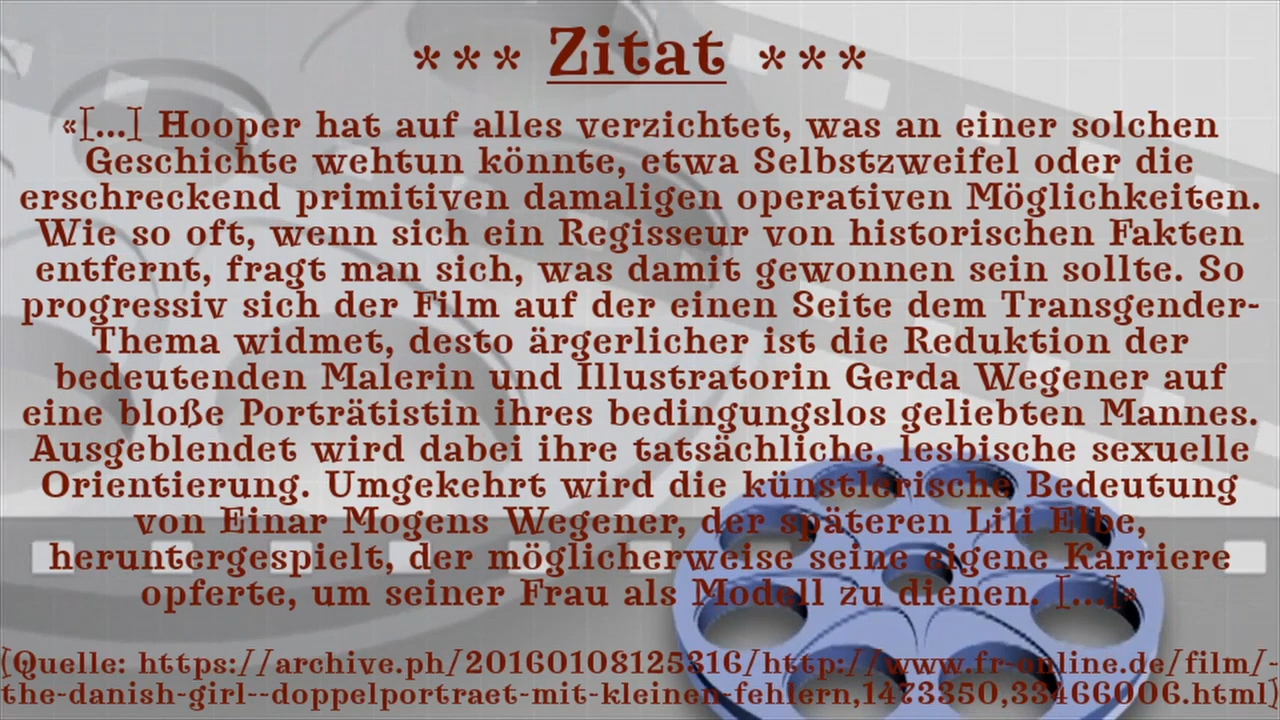 *** Zitat ***
«[...] Hooper hat auf alles verzichtet, was an einer solchen
Geschichte wehtun könnte, etwa Selbstzweifel oder die
erschreckend primitiven damaligen operativen Möglichkeiten.
Wie so oft, wenn sich ein Regisseur von historischen Fakten
entfernt, fragt man sich, was damit gewonnen sein sollte. So
progressiv sich der Film auf der einen Seite dem Transgender-
Thema widmet, desto ärgerlicher ist die Reduktion der
bedeutenden Malerin und Illustratorin Gerda Wegener auf
eine bloße Porträtistin ihres bedingungslos geliebten Mannes.
Ausgeblendet wird dabei ihre tatsächliche, lesbische sexuelle
Orientierung. Umgekehrt wird die künstlerische Bedeutung
von Einar Mogens Wegener, der späteren Lili Elbe,
heruntergespielt, der möglicherweise seine eigene Karriere
opferte, um seiner Frau als Modell zu dienen. [...]»
(Quelle: https://archive.ph/20160108125316/http://www.fr-online.de/film/-
the-danish-girl--doppelportraet-mit-kleinen-fehlern,1473350,33466006.html)